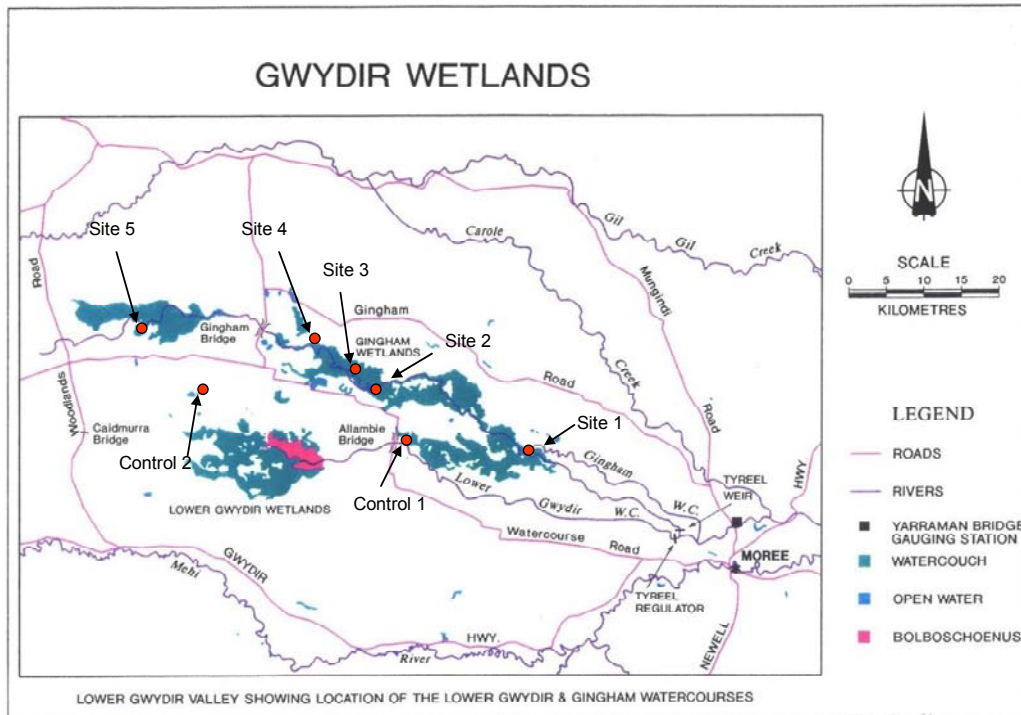 GWYDIR WETLANDS
N
SCALE
0 5 10 15 20
KILOMETRES
Site 5
Site 4
Site 3
Site 2
Site 1
Carole
Creek
Gil
Gil
Creek
Mungindi
Road
Road
Gingham
Road
Gingham
Bridge
GINGHAM
WETLANDS
Woodlands
Caidmurra
Bridge
Control 2
Allambie
Bridge
Control 1
LOWER GWYDIR WETLANDS
Gingham
W.C.
Lower
Gwydir
W.C.
Watercourse
Road
TYREEL
WEIR
HWY
MOREE
TYREEL
REGULATOR
GWYDIR
HWY.
Mehi
River
NEWELL
LEGEND
ROADS
RIVERS
YARRAMAN BRIDGE
GAUGING STATION
WATERCOUCH
OPEN WATER
BOLBOSCHOENUS
LOWER GWYDIR VALLEY SHOWING LOCATION OF THE LOWER GWYDIR & GINGHAM WATERCOURSES